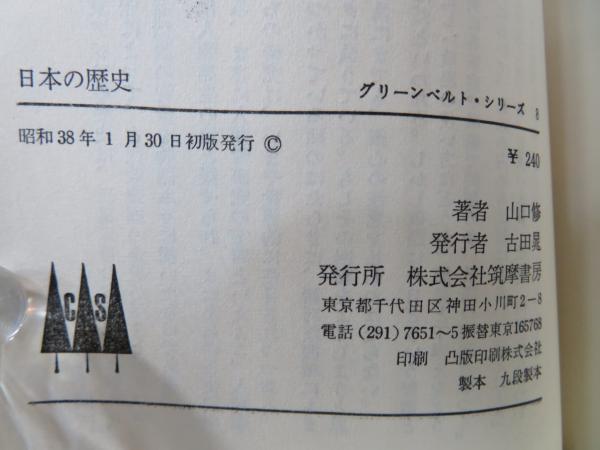 日本の歴史
グリーンベルト・シリーズ 8
昭和38年1月30日初版発行 ©
¥ 240
著者 山口修
発行者 古田晁
発行所 株式会社筑摩書房
東京都千代田区神田小川町2-8
電話 (291) 7651~5 振替東京165768
印刷 凸版印刷株式会社
製本 九段製本
C S